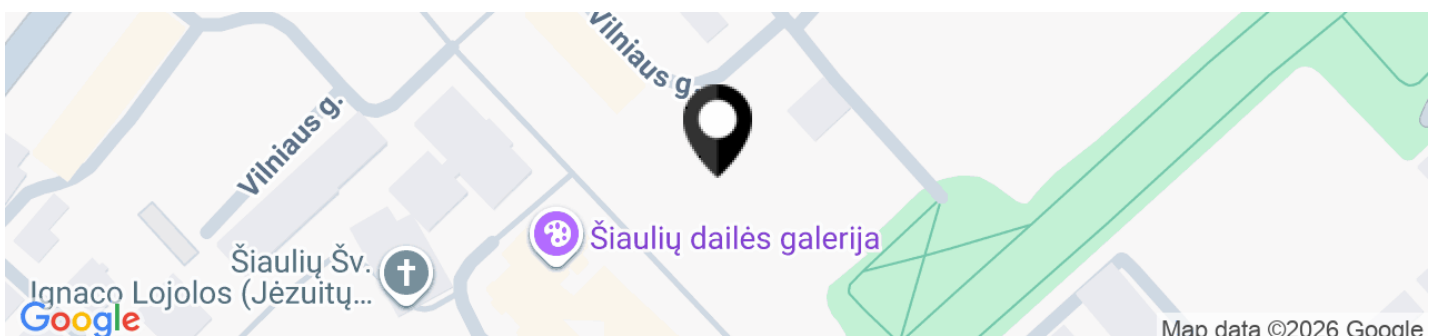 Vilniaus g.
Vilniaus g.
Šiaulių dailės galerija
Šiaulių Šv.
Ignaco Lojolos (Jėzuitų...
Google
Map data ©2026 Google